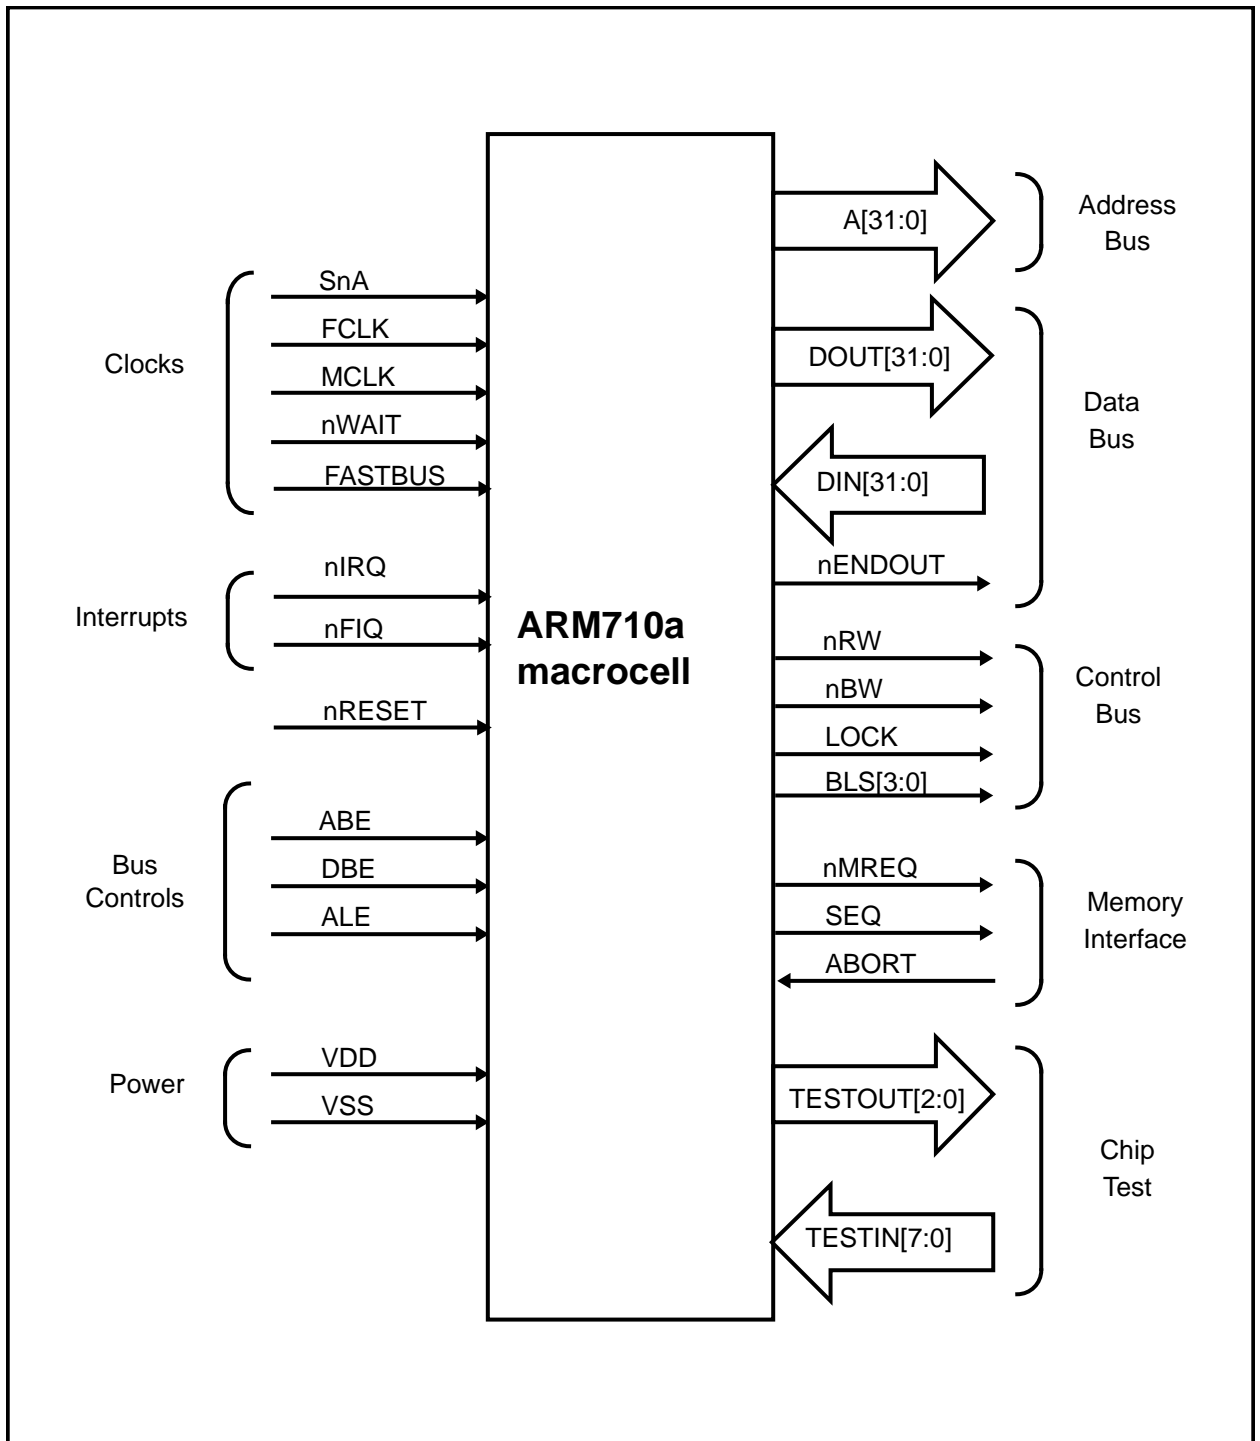 Clocks
SnA
FCLK
MCLK
nWAIT
FASTBUS
Interrupts
nIRQ
nFIQ
nRESET
Bus
Controls
ABE
DBE
ALE
Power
VDD
VSS
ARM710a
macrocell
A[31:0]
Address
Bus
DOUT[31:0]
DIN[31:0]
nENDOUT
Data
Bus
nRW
nBW
LOCK
BLS[3:0]
Control
Bus
nMREQ
SEQ
ABORT
Memory
Interface
TESTOUT[2:0]
TESTIN[7:0]
Chip
Test